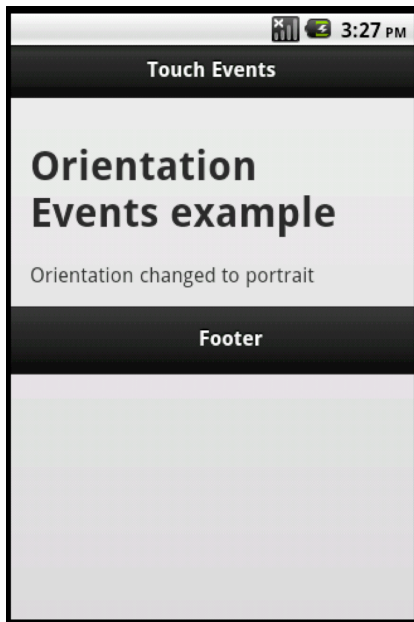 3:27 PM
Touch Events
Orientation
Events example
Orientation changed to portrait
Footer